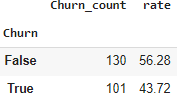 Churn_count rate
Churn
False 130 56.28
True 101 43.72